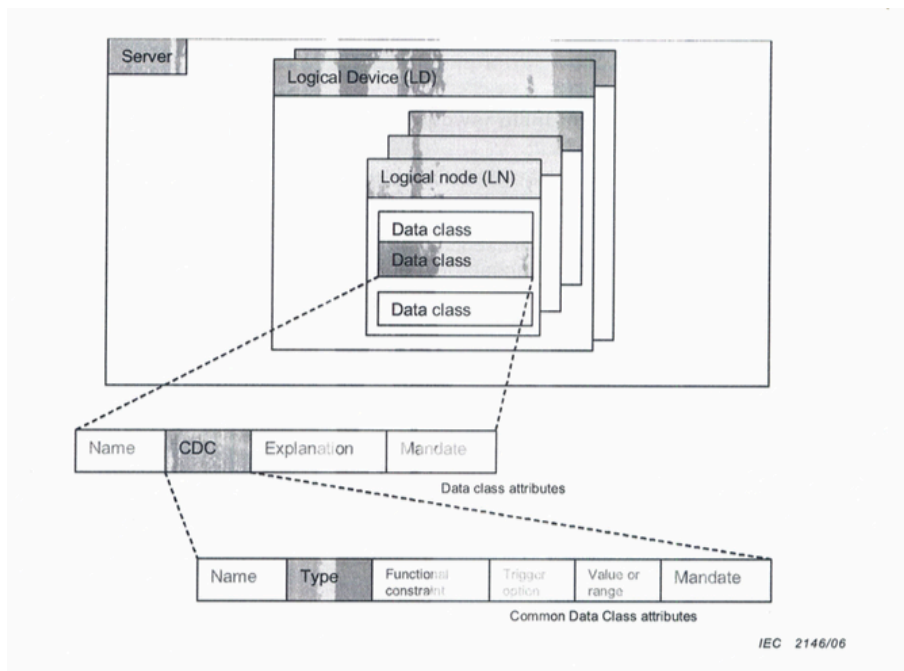 Server
Logical Device (LD)
Logical node (LN)
Data class
Data class
Data class
Name CDC Explanation Mandate
Data class attributes
Name Type Functional constraint Trigger option Value or range Mandate
Common Data Class attributes
IEC 2146/06